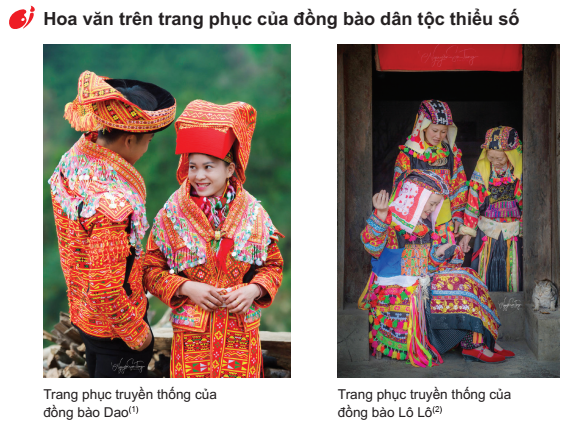 Hoa văn trên trang phục của đồng bào dân tộc thiểu số
Trang phục truyền thống của
đồng bào Dao(1)
Trang phục truyền thống của
đồng bào Lô Lô(2)